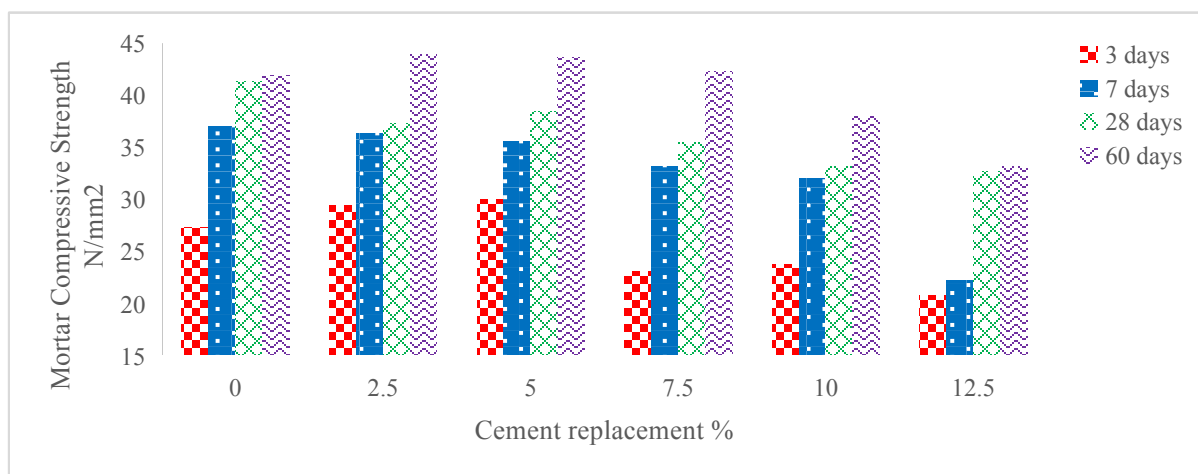 Mortar Compressive Strength
N/mm2
45
40
35
30
25
20
15
0 2.5 5 7.5 10 12.5
Cement replacement %
3 days
7 days
28 days
60 days